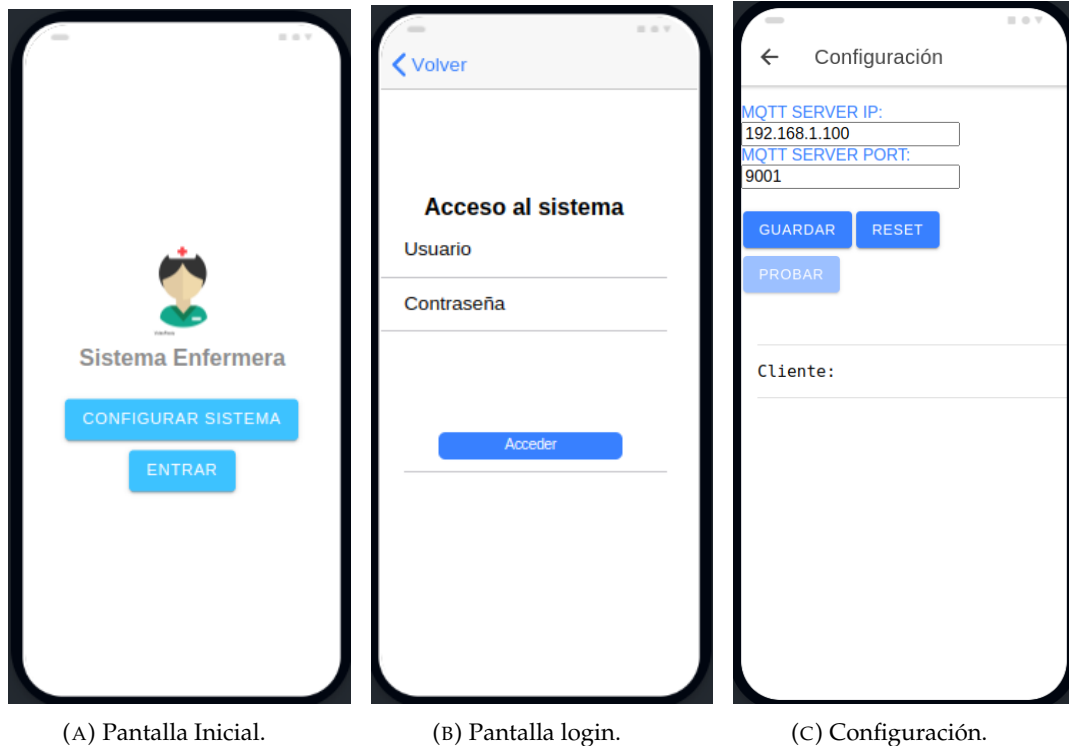 Sistema Enfermera
CONFIGURAR SISTEMA
ENTRAR
(A) Pantalla Inicial.
Volver
Acceso al sistema
Usuario
Contraseña
Acceder
(B) Pantalla login.
Configuración
MQTT SERVER IP:
192.168.1.100
MQTT SERVER PORT:
9001
GUARDAR
RESET
PROBAR
Cliente:
(C) Configuración.